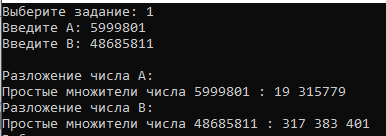 Выберите задание: 1
Введите A: 5999801
Введите B: 48685811
Разложение числа A:
Простые множители числа 5999801 : 19 315779
Разложение числа B:
Простые множители числа 48685811 : 317 383 401